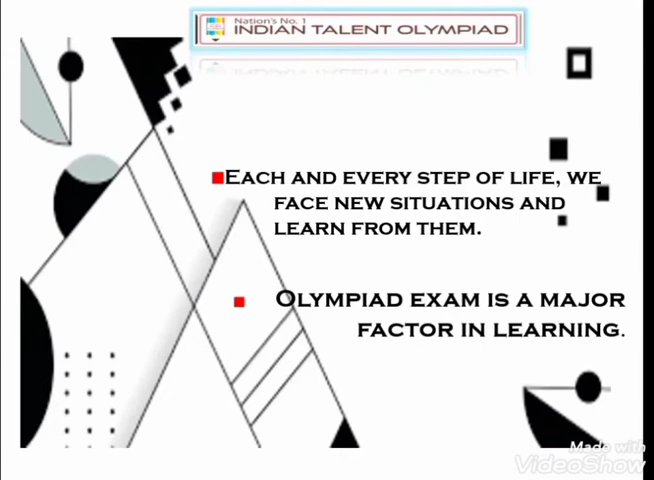 Nation's No. 1
INDIAN TALENT OLYMPIAD
EACH AND EVERY STEP OF LIFE, WE
FACE NEW SITUATIONS AND
LEARN FROM THEM.
OLYMPIAD EXAM IS A MAJOR
FACTOR IN LEARNING.
Made with
VideoShow